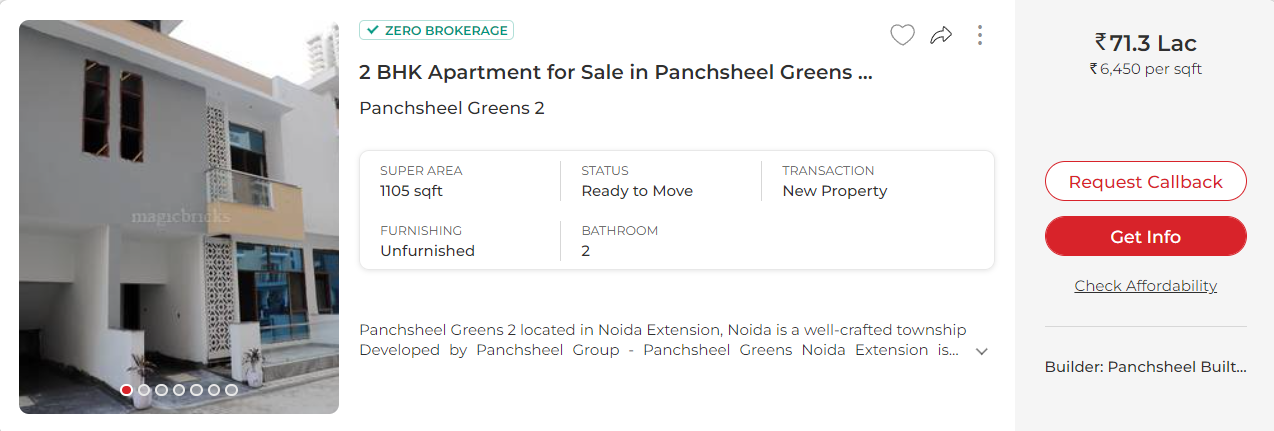 ZERO BROKERAGE
2 BHK Apartment for Sale in Panchsheel Greens ...
Panchsheel Greens 2
SUPER AREA
1105 sqft
STATUS
Ready to Move
TRANSACTION
New Property
FURNISHING
Unfurnished
BATHROOM
2
Panchsheel Greens 2 located in Noida Extension, Noida is a well-crafted township
Developed by Panchsheel Group - Panchsheel Greens Noida Extension is...
magicbricks
₹71.3 Lac
₹6,450 per sqft
Request Callback
Get Info
Check Affordability
Builder: Panchsheel Built...